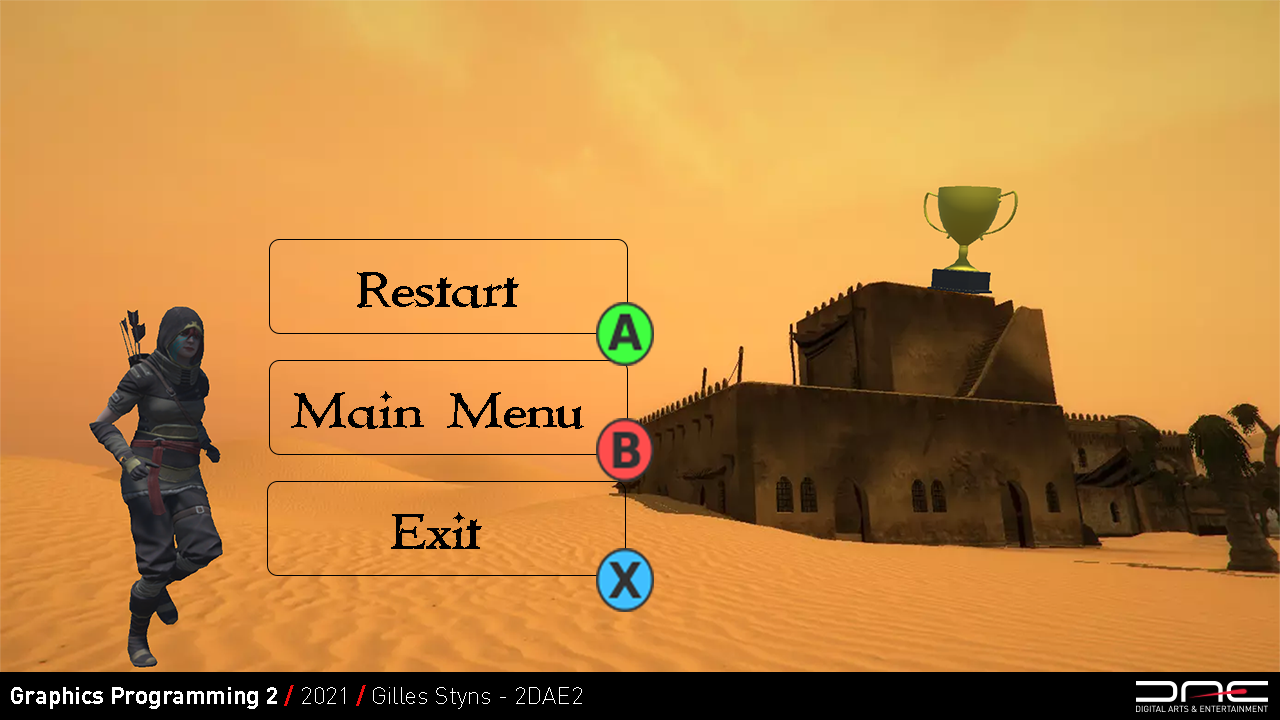 Restart
A
Main Menu
B
Exit
X
Graphics Programming 2 / 2021 / Gilles Styns - 2DAE2
DAE
DIGITAL ARTS & ENTERTAINMENT